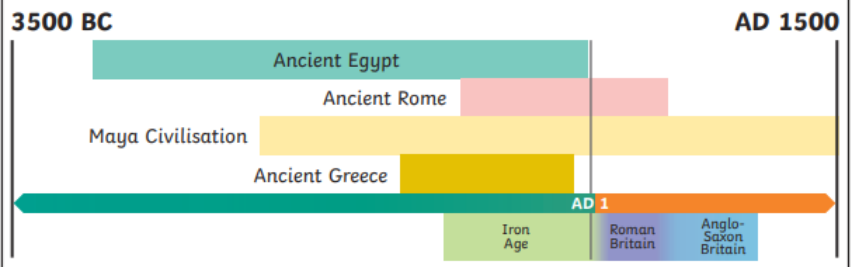 3500 BC
AD 1500
Ancient Egypt
Ancient Rome
Maya Civilisation
Ancient Greece
AD 1
Iron
Age
Roman
Britain
Anglo-
Saxon
Britain